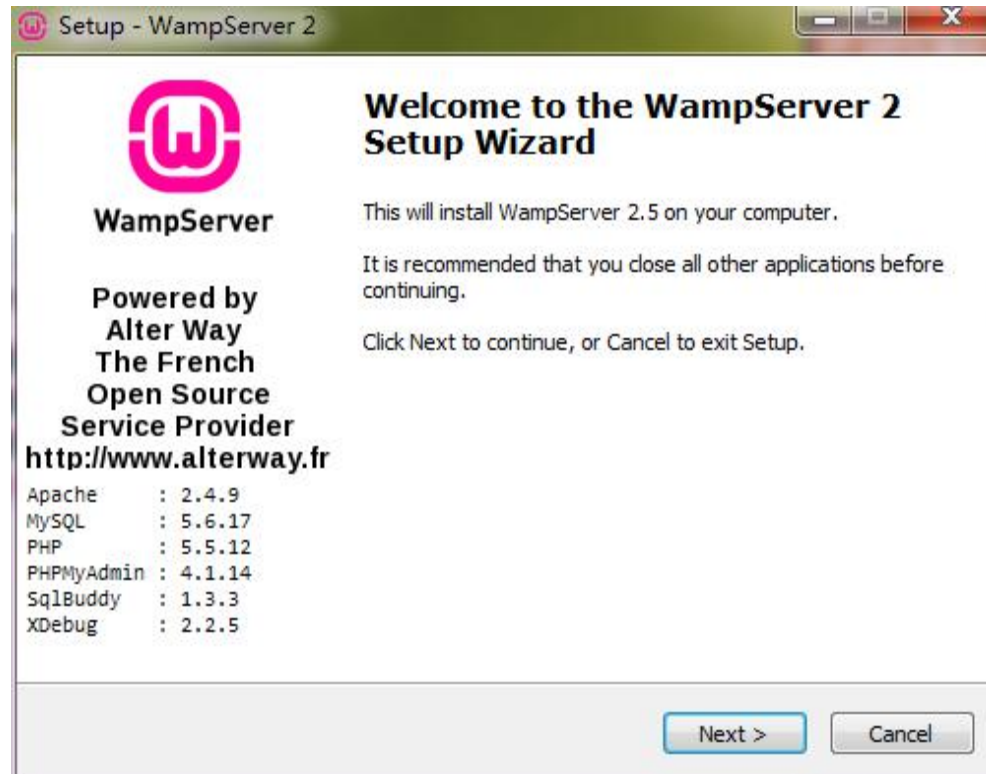 Setup - WampServer 2
WampServer
Powered by
Alter Way
The French
Open Source
Service Provider
http://www.alterway.fr
Apache : 2.4.9
MySQL : 5.6.17
PHP : 5.5.12
PHPMyAdmin : 4.1.14
SqlBuddy : 1.3.3
XDebug : 2.2.5
Welcome to the WampServer 2
Setup Wizard
This will install WampServer 2.5 on your computer.
It is recommended that you close all other applications before
continuing.
Click Next to continue, or Cancel to exit Setup.
Next >
Cancel